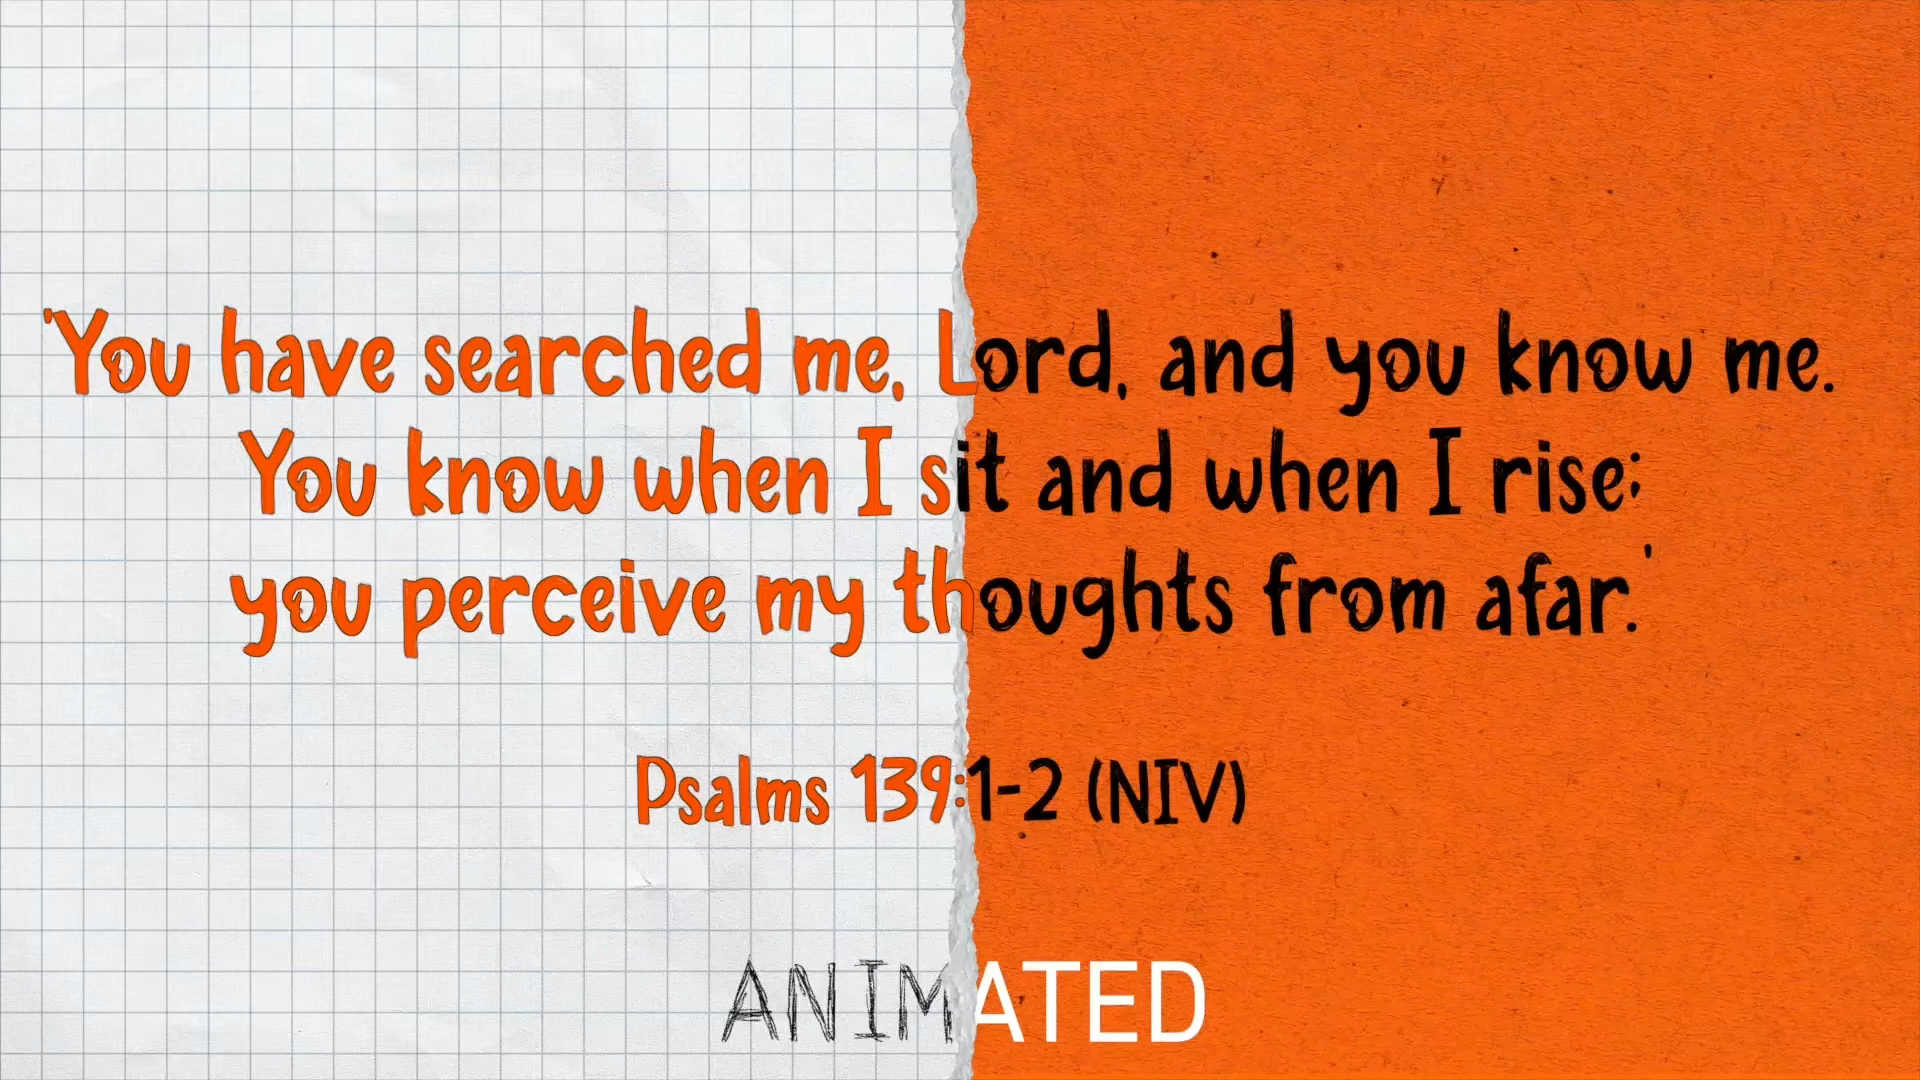 'You have searched me, Lord, and you know me.
You know when I sit and when I rise;
you perceive my thoughts from afar.'
Psalms 139:1-2 (NIV)
ANIMATED